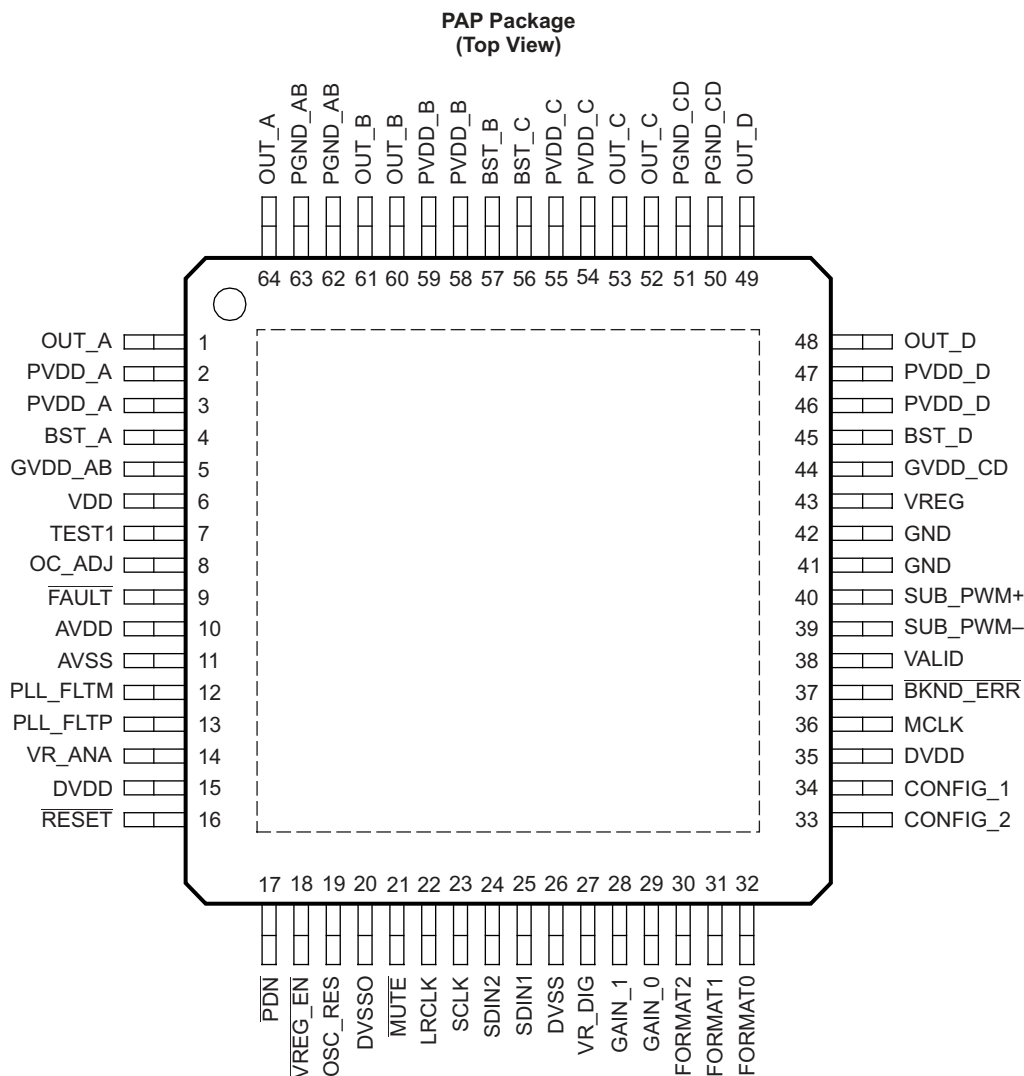 PAP Package
(Top View)
OUT_A
PGND_AB
PGND_AB
OUT_B
OUT_B
PVDD_B
PVDD_B
BST_B
BST_C
PVDD_C
PVDD_C
OUT_C
OUT_C
PGND_CD
PGND_CD
OUT_D
64 63 62 61 60 59 58 57 56 55 54 53 52 51 50 49
OUT_A 1 48 OUT_D
PVDD_A 2 47 PVDD_D
PVDD_A 3 46 PVDD_D
BST_A 4 45 BST_D
GVDD_AB 5 44 GVDD_CD
VDD 6 43 VREG
TEST1 7 42 GND
OC_ADJ 8 41 GND
FAULT 9 40 SUB_PWM+
AVDD 10 39 SUB_PWM–
AVSS 11 38 VALID
PLL_FLTM 12 37 BKND_ERR
PLL_FLTP 13 36 MCLK
VR_ANA 14 35 DVDD
DVDD 15 34 CONFIG_1
RESET 16 33 CONFIG_2
17 18 19 20 21 22 23 24 25 26 27 28 29 30 31 32
PDN
VREG_EN
OSC_RES
DVSSO
MUTE
LRCLK
SCLK
SDIN2
SDIN1
DVSS
VR_DIG
GAIN_1
GAIN_0
FORMAT2
FORMAT1
FORMAT0